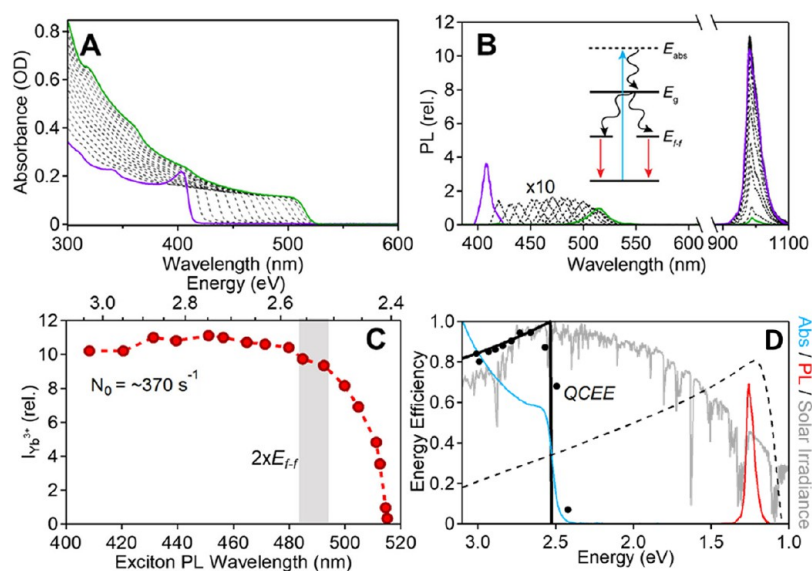 A
Absorbance (OD)
0.8
0.6
0.4
0.2
0
300 400 500 600
Wavelength (nm)
B
PL (rel.)
12
10
8
6
4
2
0
E_abs
E_g
E_f-f
x10
400 450 500 550 600 900 1100
Wavelength (nm)
Energy (eV)
3.0 2.8 2.6 2.4
C
I_Yb³⁺ (rel.)
12
10
8
6
4
2
0
N₀ = ~370 s⁻¹
2xE_f-f
400 420 440 460 480 500 520
Exciton PL Wavelength (nm)
D
Energy Efficiency
1
0.8
0.6
0.4
0.2
0
QCEE
3.0 2.5 2.0 1.5 1.0
Energy (eV)
Abs / PL / Solar Irradiance